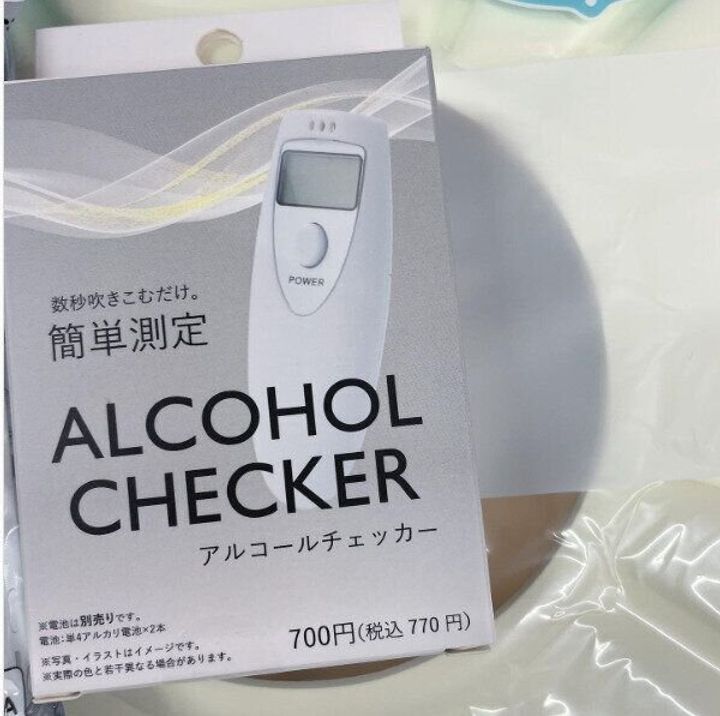 POWER
数秒吹きこむだけ。
簡単測定
ALCOHOL
CHECKER
アルコールチェッカー
※電池は別売りです。
電池:単4アルカリ電池×2本
※写真・イラストはイメージです。
※実際の色と若干異なる場合があります。
700円(税込 770 円)